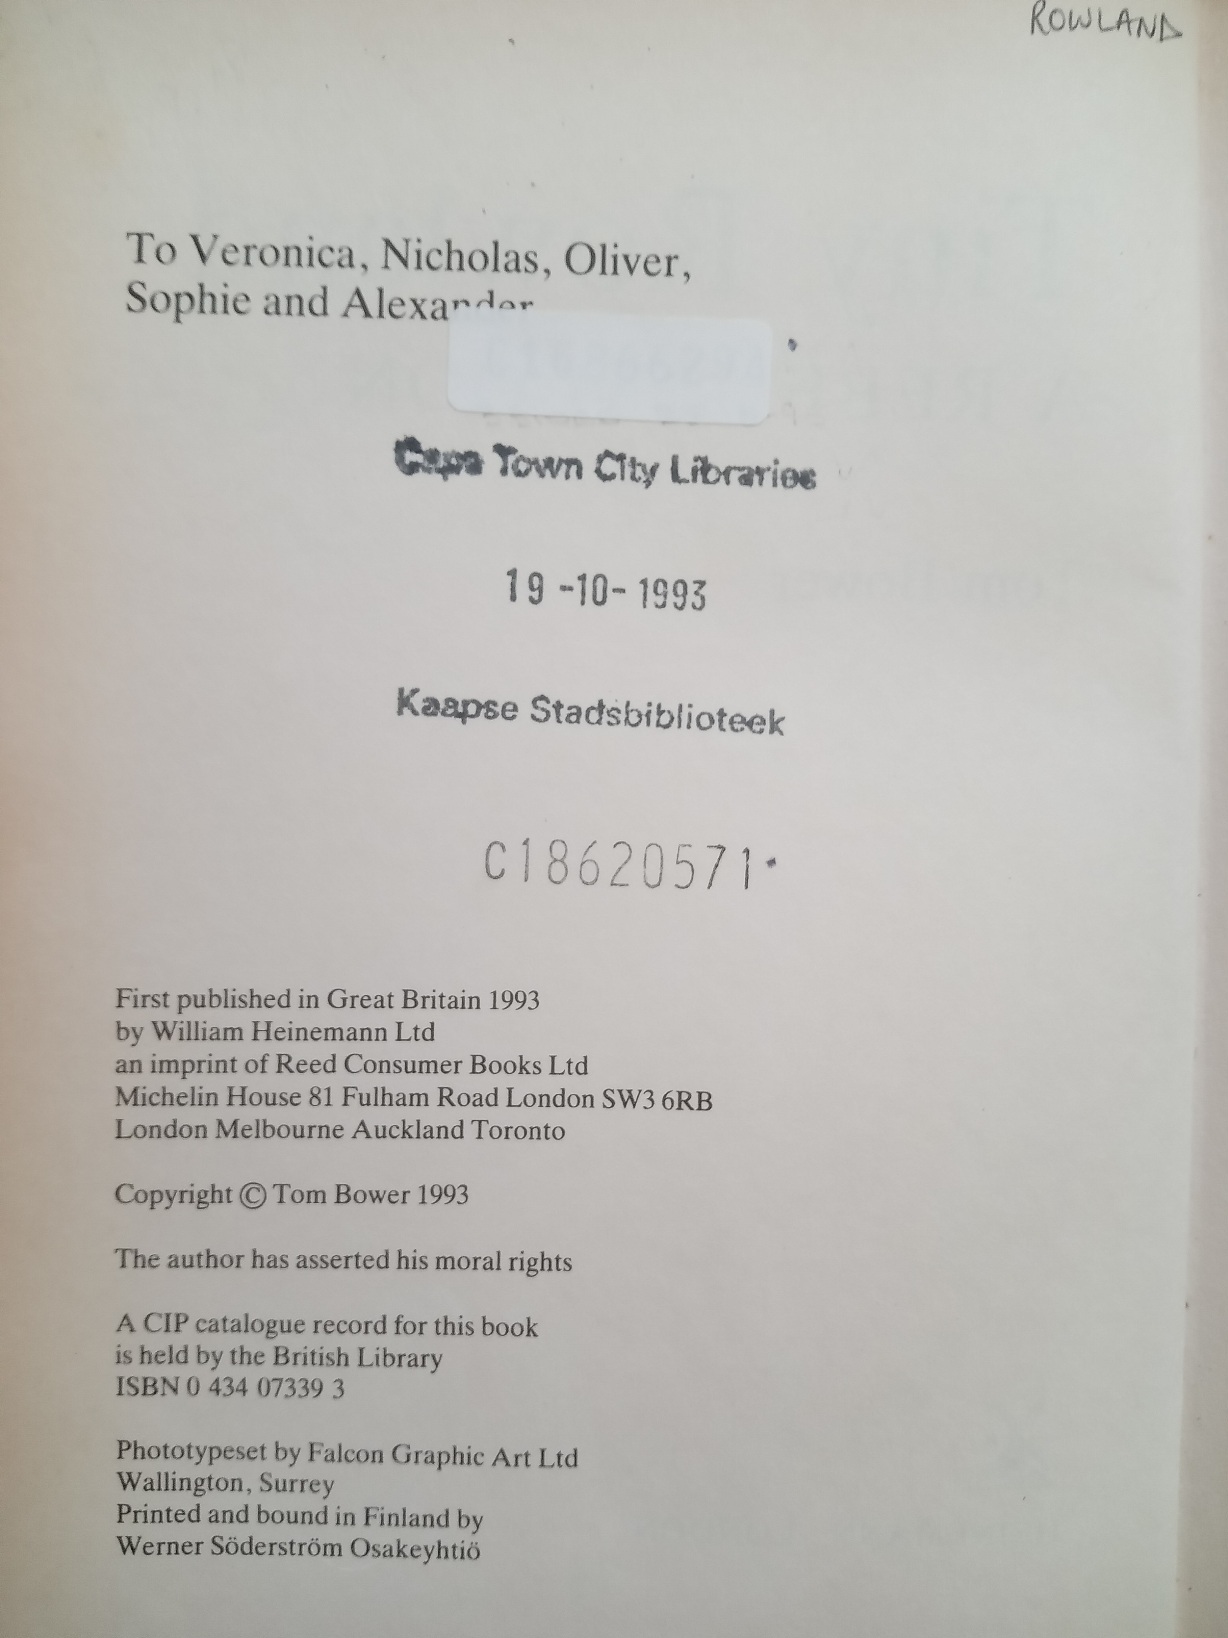 ROWLAND
To Veronica, Nicholas, Oliver,
Sophie and Alexander
Cape Town City Libraries
19 -10- 1993
Kaapse Stadsbiblioteek
C18620571
First published in Great Britain 1993
by William Heinemann Ltd
an imprint of Reed Consumer Books Ltd
Michelin House 81 Fulham Road London SW3 6RB
London Melbourne Auckland Toronto
Copyright © Tom Bower 1993
The author has asserted his moral rights
A CIP catalogue record for this book
is held by the British Library
ISBN 0 434 07339 3
Phototypeset by Falcon Graphic Art Ltd
Wallington, Surrey
Printed and bound in Finland by
Werner Söderström Osakeyhtiö